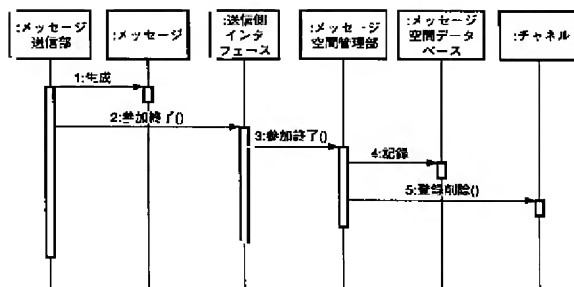 :メッセージ
送信部
:メッセージ
:送信側
インタ
フェース
:メッセージ
空間管理部
:メッセージ
空間データ
ベース
:チャネル
1:生成
2:参加終了()
3:参加終了()
4:記録
5:登録削除()